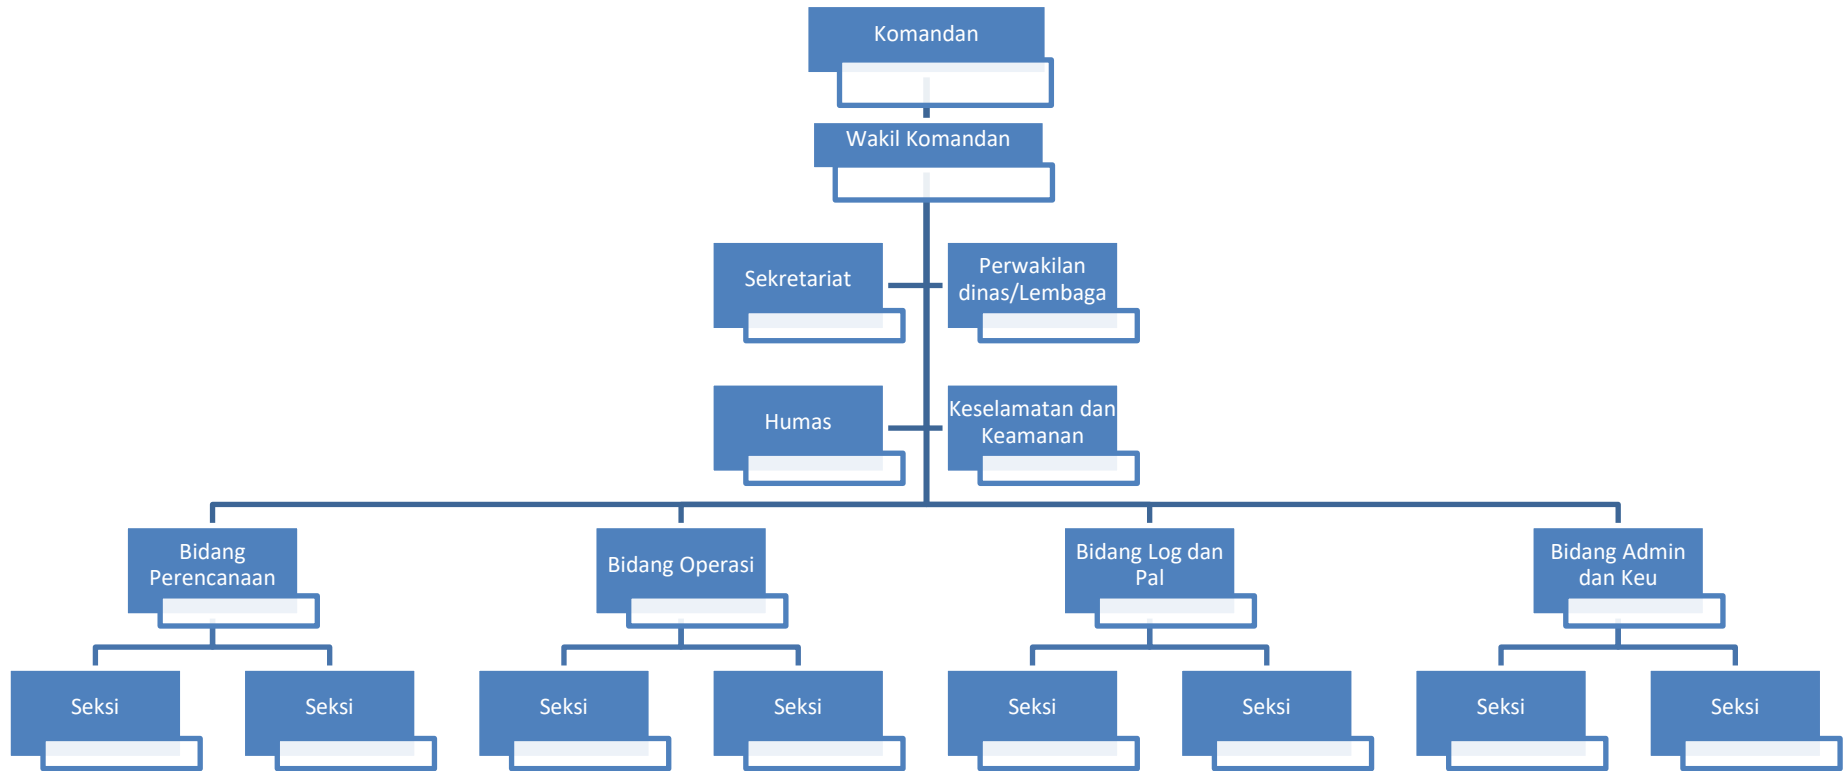 Komandan
Wakil Komandan
Sekretariat
Perwakilan
dinas/Lembaga
Humas
Keselamatan dan
Keamanan
Bidang
Perencanaan
Bidang Operasi
Bidang Log dan
Pal
Bidang Admin
dan Keu
Seksi
Seksi
Seksi
Seksi
Seksi
Seksi
Seksi
Seksi